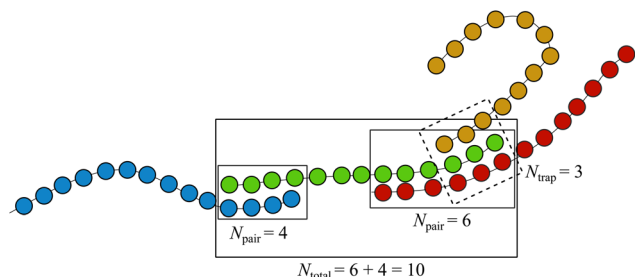 N_trap = 3
N_pair = 4
N_pair = 6
N_total = 6 + 4 = 10